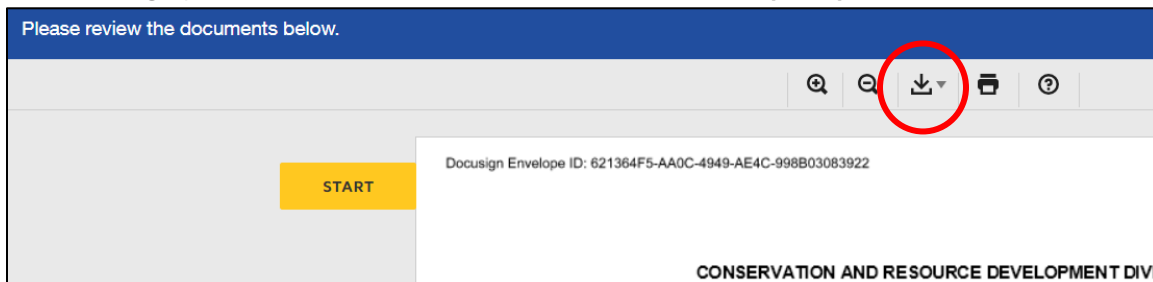 Please review the documents below.
Docusign Envelope ID: 621364F5-AA0C-4949-AE4C-998B03083922
START
CONSERVATION AND RESOURCE DEVELOPMENT DIV